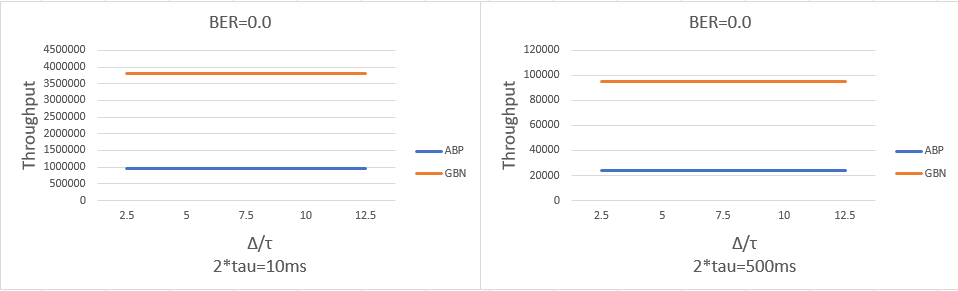 BER=0.0
4500000
4000000
3500000
3000000
2500000
2000000
1500000
1000000
500000
0
Throughput
2.5 5 7.5 10 12.5
Δ/τ
2*tau=10ms
ABP
GBN
BER=0.0
120000
100000
80000
60000
40000
20000
0
Throughput
2.5 5 7.5 10 12.5
Δ/τ
2*tau=500ms
ABP
GBN